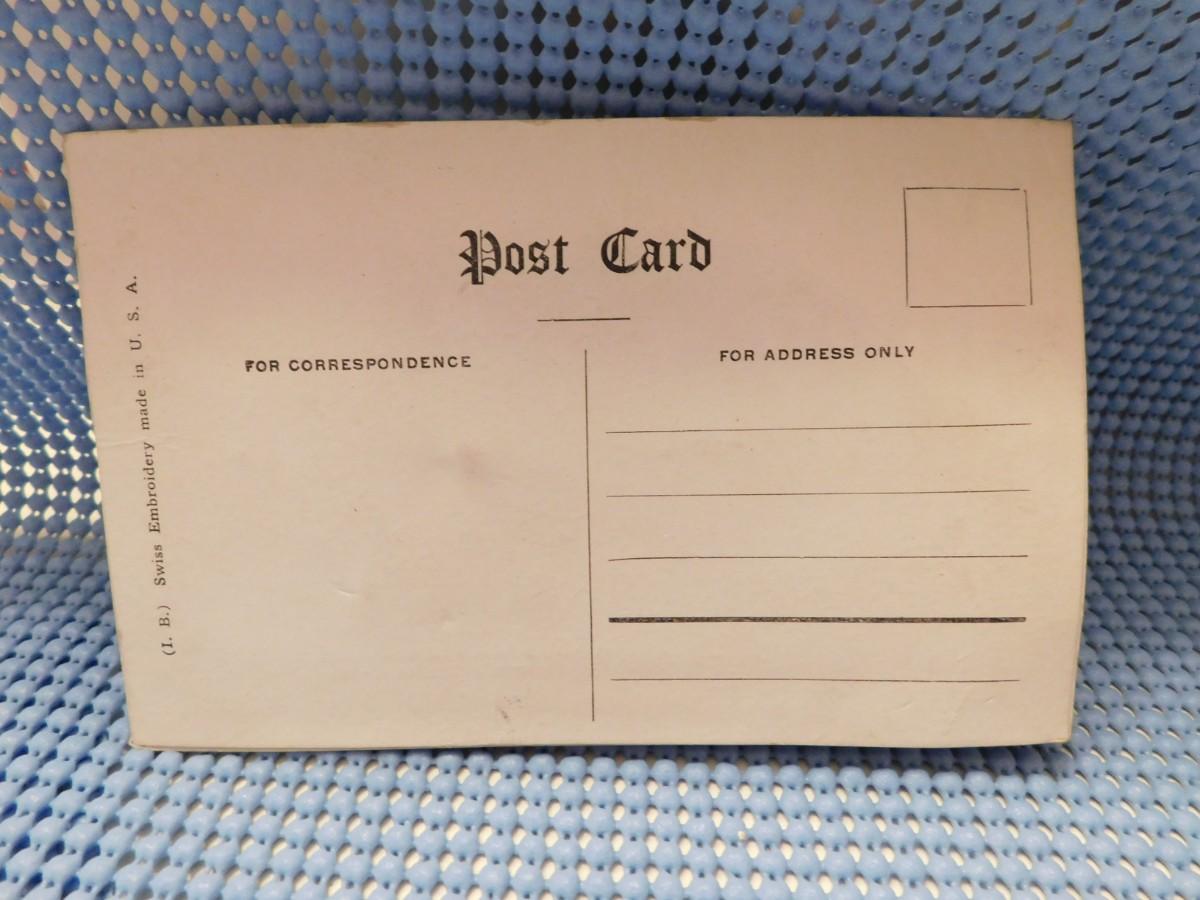 Post Card
FOR CORRESPONDENCE
FOR ADDRESS ONLY
(I. B.) Swiss Embroidery made in U. S. A.